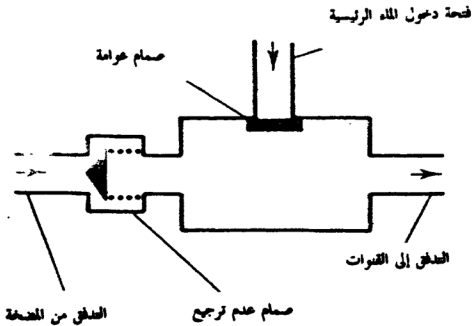 فتحة دخول الماء الرئيسية
صمام عوامة
التدفق إلى القنوات
صمام عدم ترجيع
التدفق من المضخة